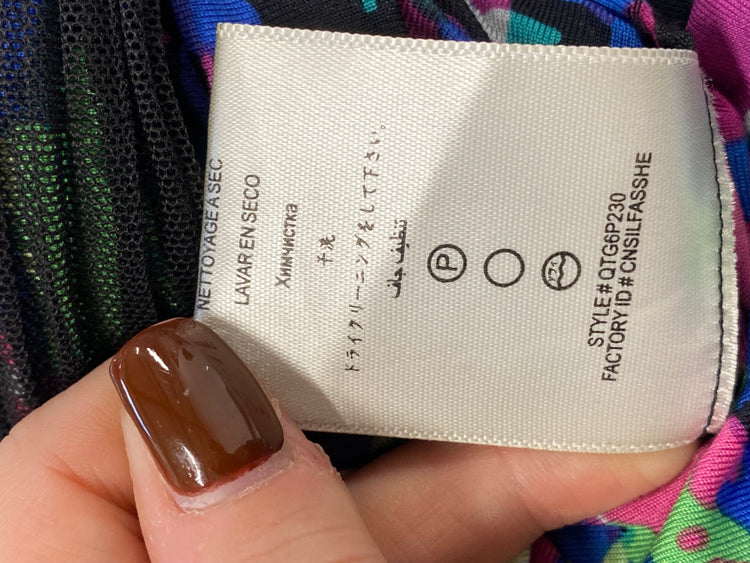 NETTOYAGE A SEC
LAVAR EN SECO
Химчистка
干洗
ドライクリーニングをして下さい。
تنظيف جاف
P
STYLE # QTG6P230
FACTORY ID # CNSILFASSHE